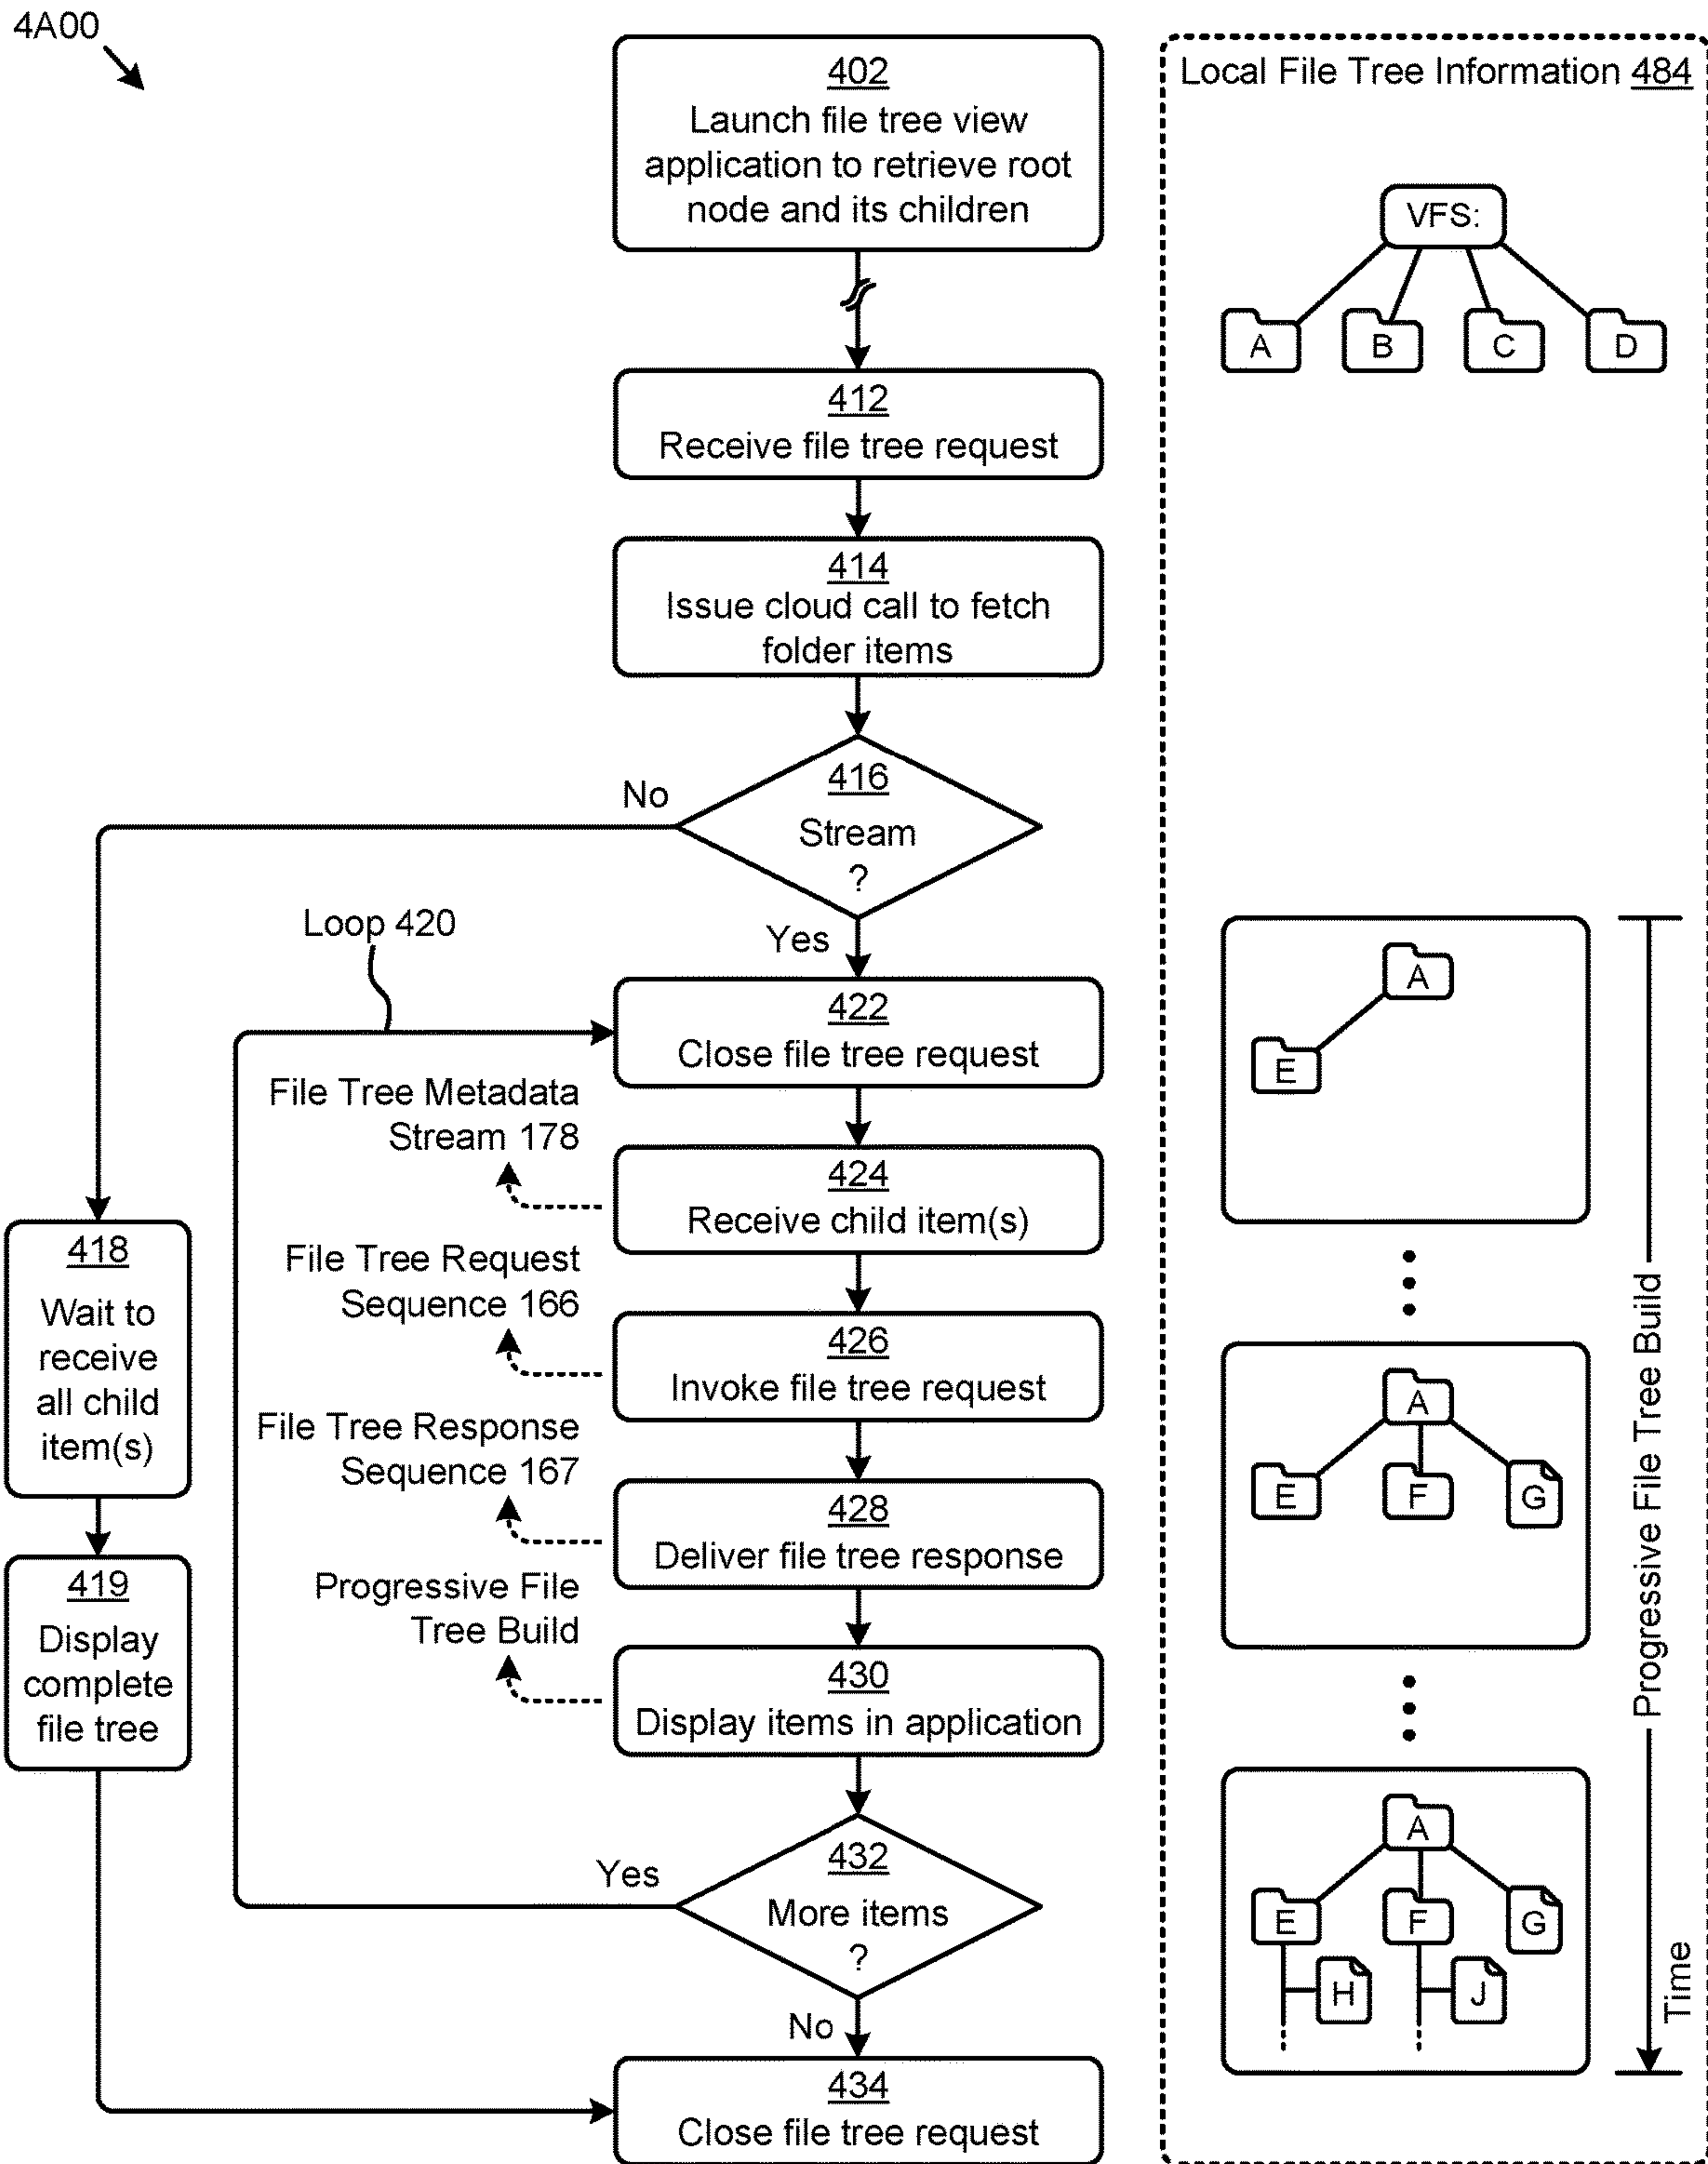 4A00
402
Launch file tree view
application to retrieve root
node and its children
412
Receive file tree request
414
Issue cloud call to fetch
folder items
416
Stream
?
No
Yes
Loop 420
422
Close file tree request
File Tree Metadata
Stream 178
424
Receive child item(s)
File Tree Request
Sequence 166
426
Invoke file tree request
File Tree Response
Sequence 167
428
Deliver file tree response
Progressive File
Tree Build
430
Display items in application
418
Wait to
receive
all child
item(s)
419
Display
complete
file tree
432
More items
?
Yes
No
434
Close file tree request
Local File Tree Information 484
VFS:
A
B
C
D
A
E
A
E
F
G
A
E
F
G
H
J
Progressive File Tree Build
Time